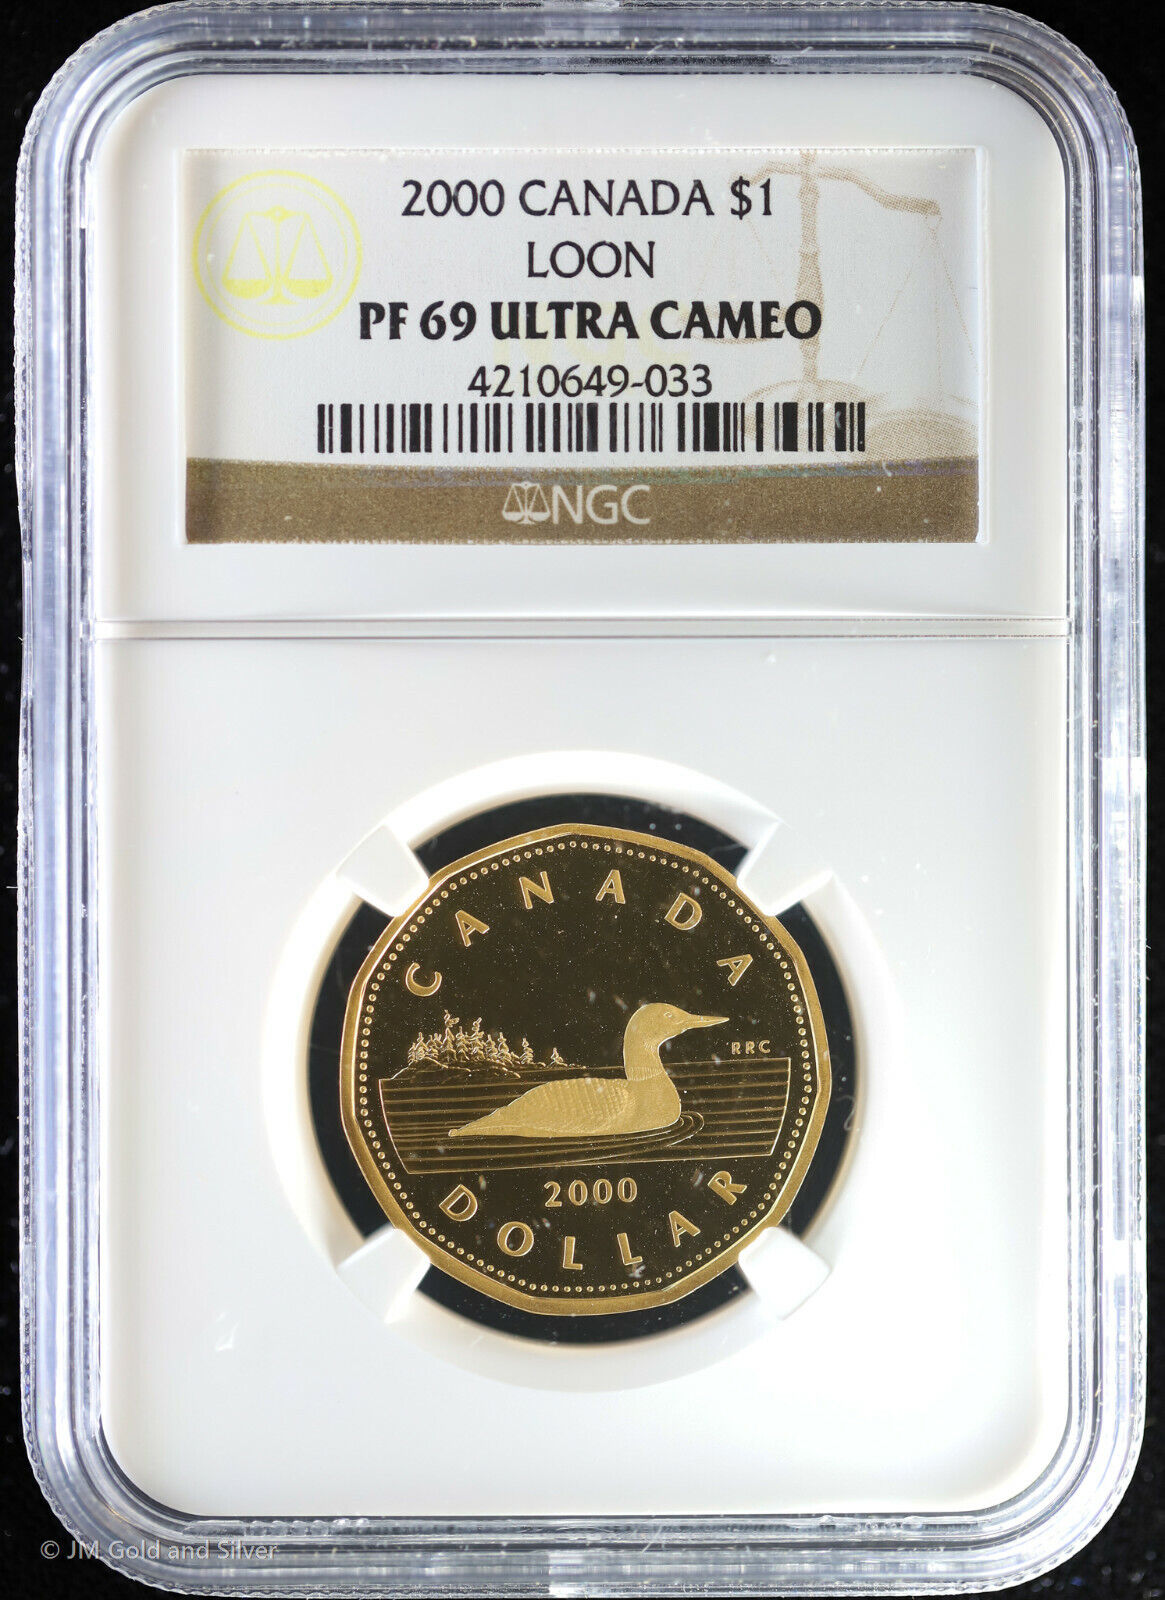 2000 CANADA $1
LOON
PF 69 ULTRA CAMEO
4210649-033
NGC
CANADA
RRC
2000
DOLLAR
© JM Gold and Silver